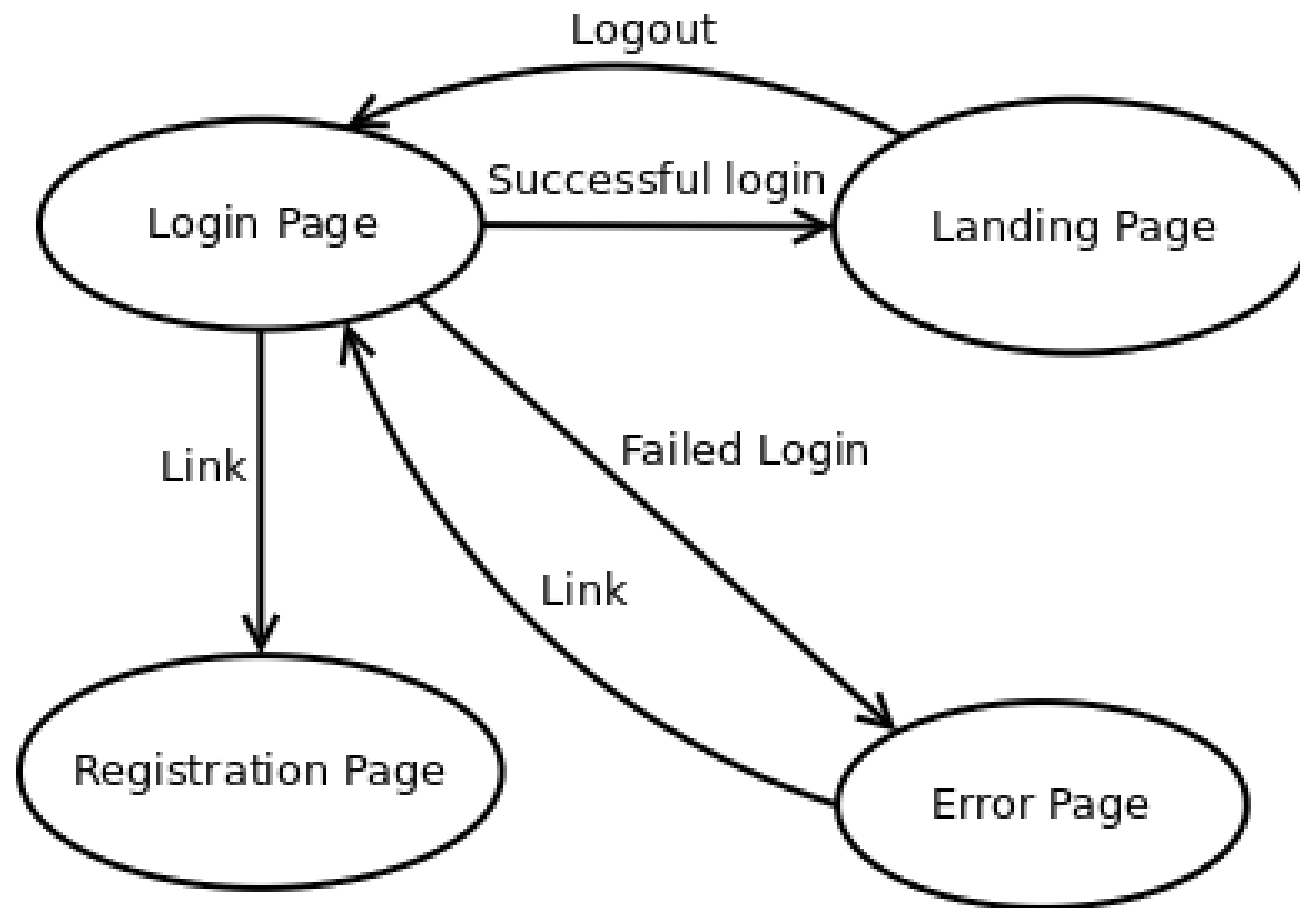 Logout
Successful login
Login Page
Landing Page
Failed Login
Link
Link
Registration Page
Error Page